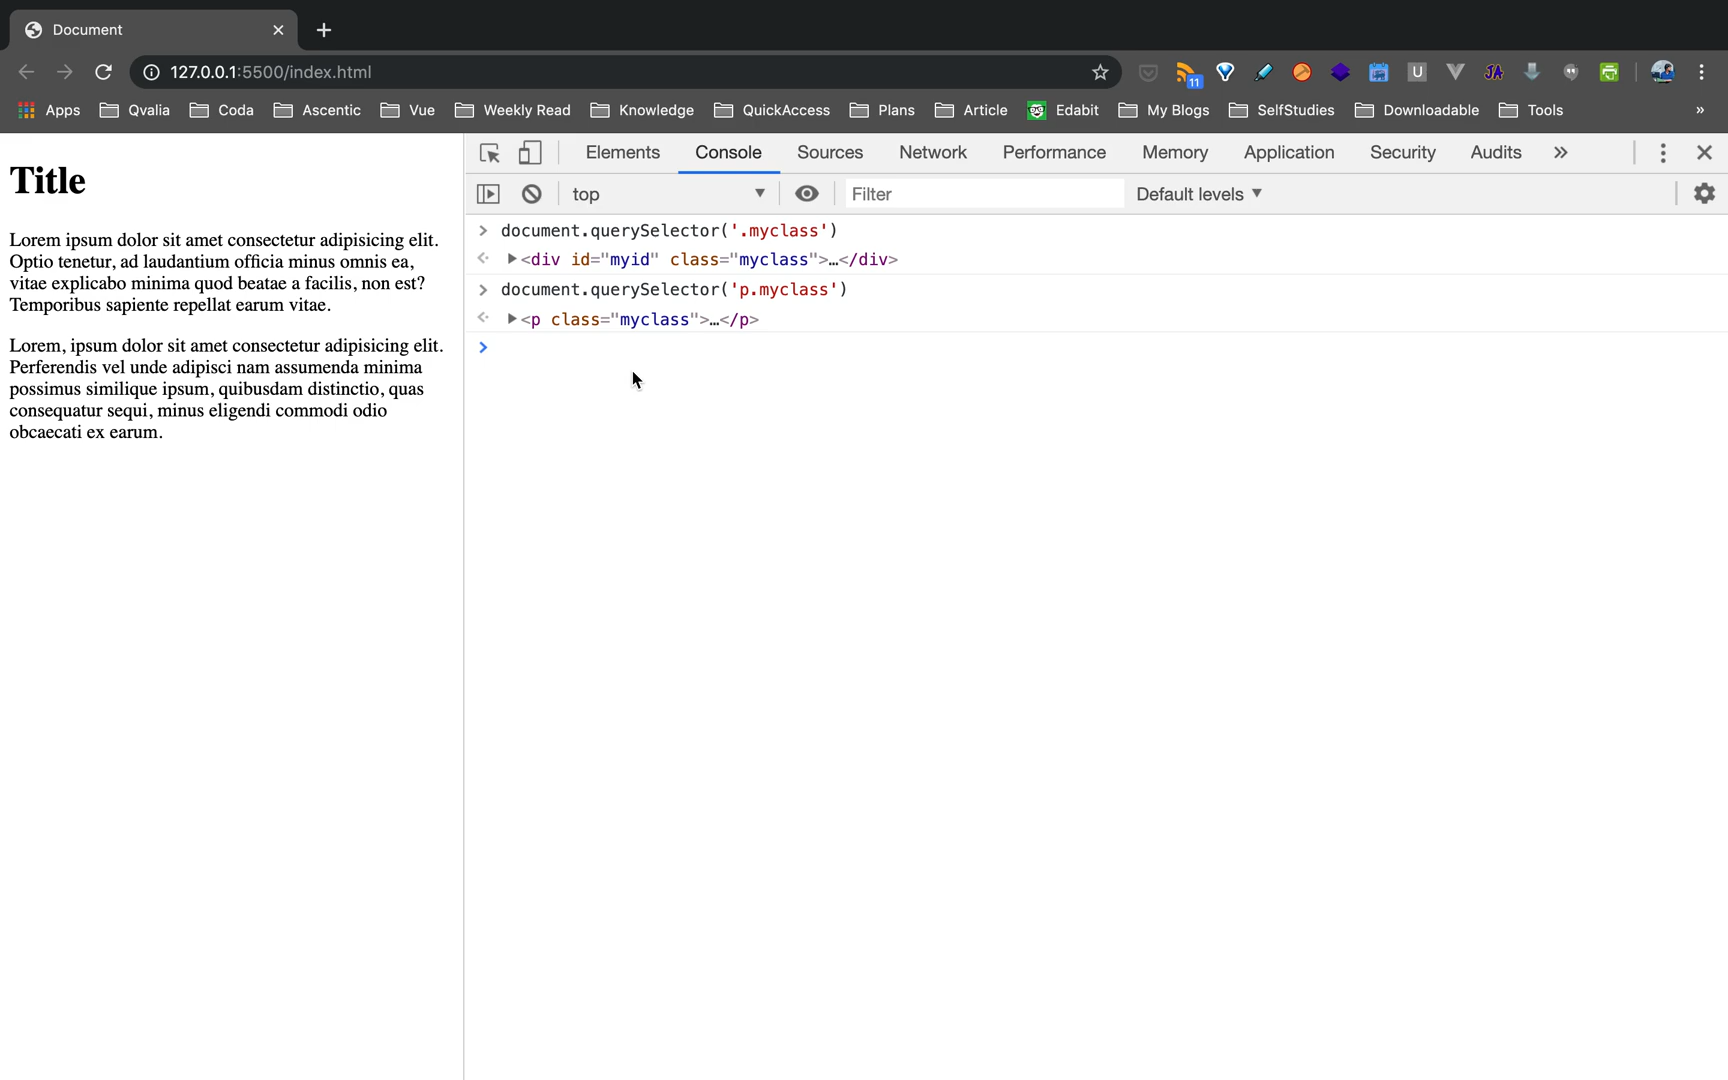 Document
127.0.0.1:5500/index.html
11
U
JA
Apps Qvalia Coda Ascentic Vue Weekly Read Knowledge QuickAccess Plans Article Edabit My Blogs SelfStudies Downloadable Tools »
Elements Console Sources Network Performance Memory Application Security Audits »
top Filter Default levels
Title
Lorem ipsum dolor sit amet consectetur adipisicing elit.
Optio tenetur, ad laudantium officia minus omnis ea,
vitae explicabo minima quod beatae a facilis, non est?
Temporibus sapiente repellat earum vitae.
Lorem, ipsum dolor sit amet consectetur adipisicing elit.
Perferendis vel unde adipisci nam assumenda minima
possimus similique ipsum, quibusdam distinctio, quas
consequatur sequi, minus eligendi commodi odio
obcaecati ex earum.
> document.querySelector('.myclass')
<div id="myid" class="myclass">…</div>
> document.querySelector('p.myclass')
<p class="myclass">…</p>
>